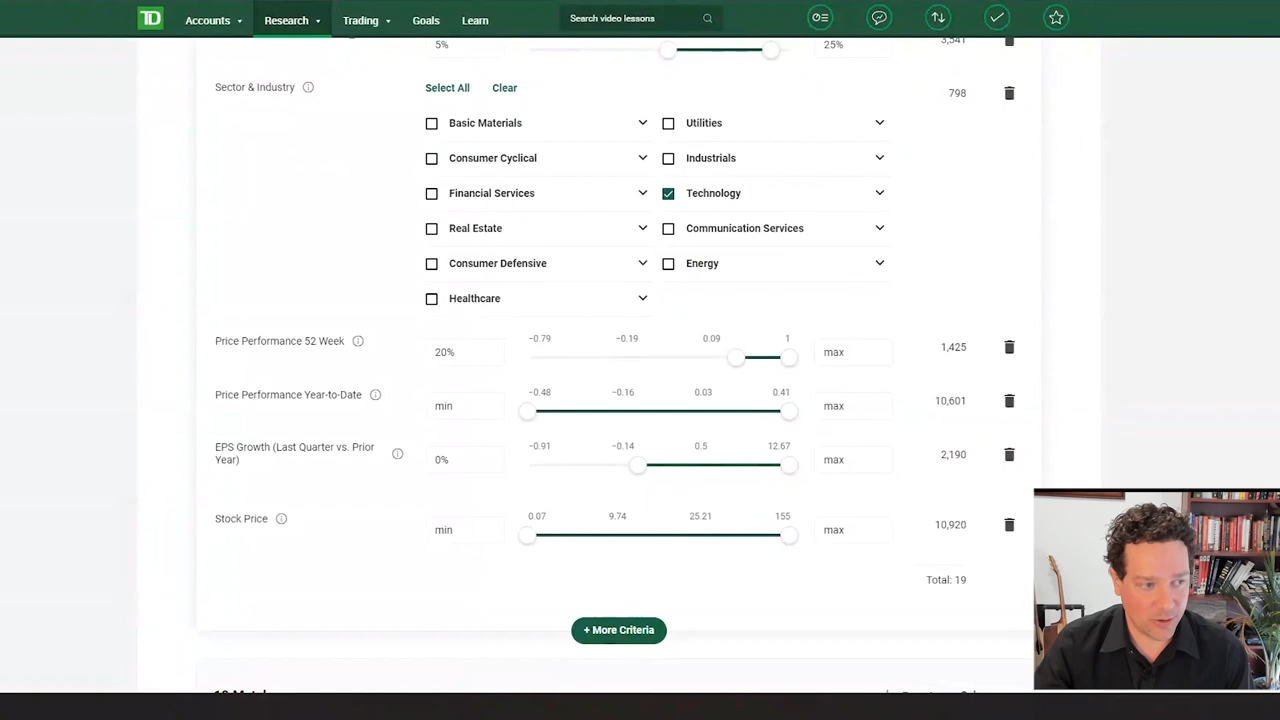 TD
Accounts
Research
Trading
Goals
Learn
Search video lessons
5%
25%
3,541
Sector & Industry
Select All
Clear
798
Basic Materials
Utilities
Consumer Cyclical
Industrials
Financial Services
Technology
Real Estate
Communication Services
Consumer Defensive
Energy
Healthcare
Price Performance 52 Week
20%
−0.79
−0.19
0.09
1
max
1,425
Price Performance Year-to-Date
min
−0.48
−0.16
0.03
0.41
max
10,601
EPS Growth (Last Quarter vs. Prior
Year)
0%
−0.91
−0.14
0.5
12.67
max
2,190
Stock Price
min
0.07
9.74
25.21
155
max
10,920
Total: 19
+ More Criteria